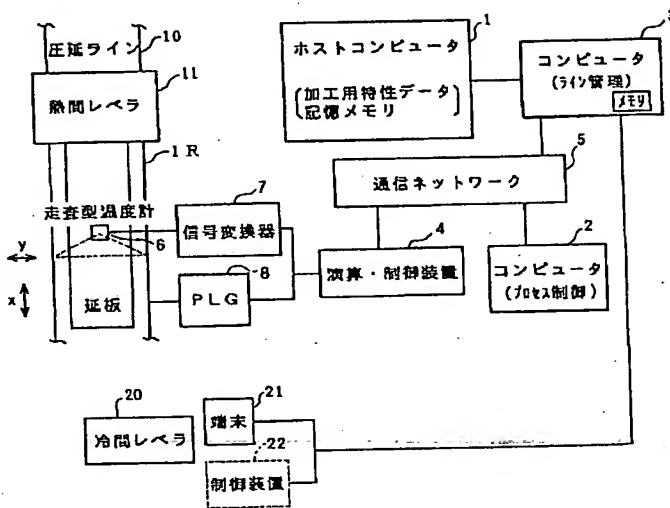 圧延ライン
10
11
熱間レベラ
1R
走査型温度計
6
y
x
延板
7
信号変換器
8
PLG
1
ホストコンピュータ
(加工用特性データ)
記憶メモリ
3
コンピュータ
(ライン管理)
メモリ
5
通信ネットワーク
4
演算・制御装置
2
コンピュータ
(プロセス制御)
20
冷間レベラ
21
端末
22
制御装置